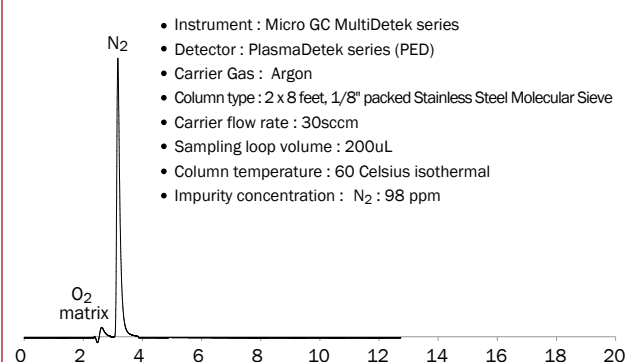 • Instrument : Micro GC MultiDetek series
• Detector : PlasmaDetek series (PED)
• Carrier Gas : Argon
• Column type : 2 x 8 feet, 1/8" packed Stainless Steel Molecular Sieve
• Carrier flow rate : 30sccm
• Sampling loop volume : 200uL
• Column temperature : 60 Celsius isothermal
• Impurity concentration : N2 : 98 ppm
N2
O2
matrix
0 2 4 6 8 10 12 14 16 18 20